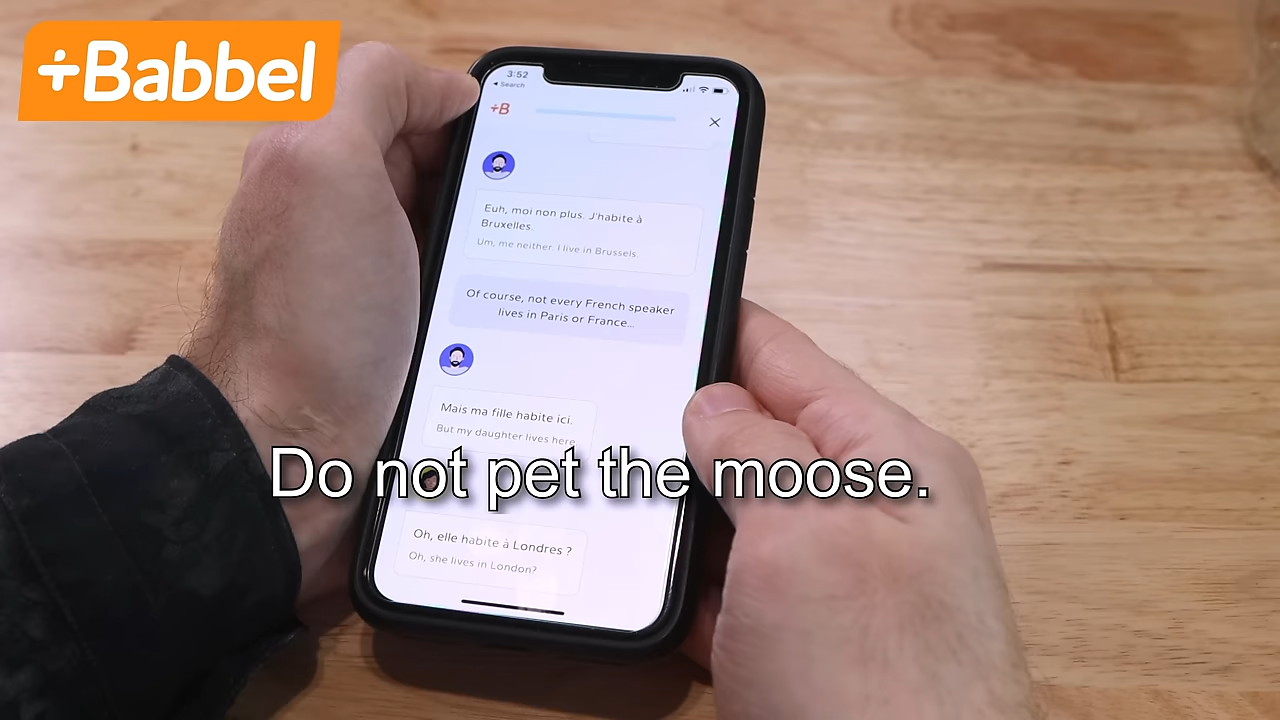 +Babbel
3:52
◂ Search
+B
Euh, moi non plus. J'habite à
Bruxelles.
Um, me neither. I live in Brussels.
Of course, not every French speaker
lives in Paris or France...
Mais ma fille habite ici.
But my daughter lives here.
Do not pet the moose.
Oh, elle habite à Londres ?
Oh, she lives in London?